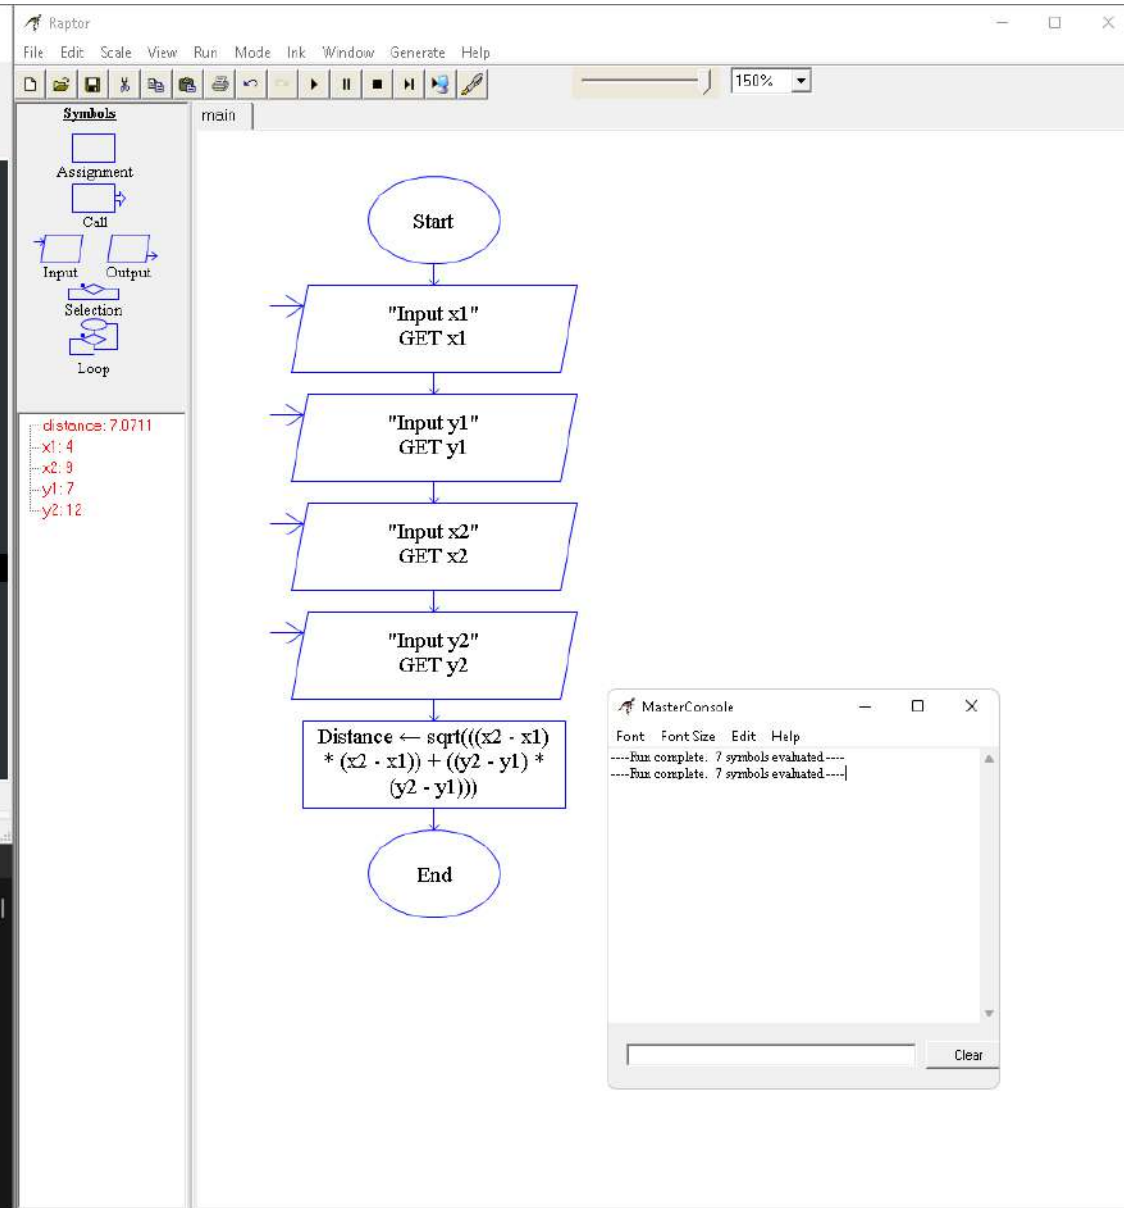 Raptor
File Edit Scale View Run Mode Ink Window Generate Help
150%
Symbols
main
Assignment
Call
Input Output
Selection
Loop
distance: 7.0711
x1: 4
x2: 9
y1: 7
y2: 12
Start
"Input x1"
GET x1
"Input y1"
GET y1
"Input x2"
GET x2
"Input y2"
GET y2
Distance ← sqrt(((x2 - x1)
* (x2 - x1)) + ((y2 - y1) *
(y2 - y1)))
End
MasterConsole
Font Font Size Edit Help
----Run complete. 7 symbols evaluated.----
----Run complete. 7 symbols evaluated.----
Clear